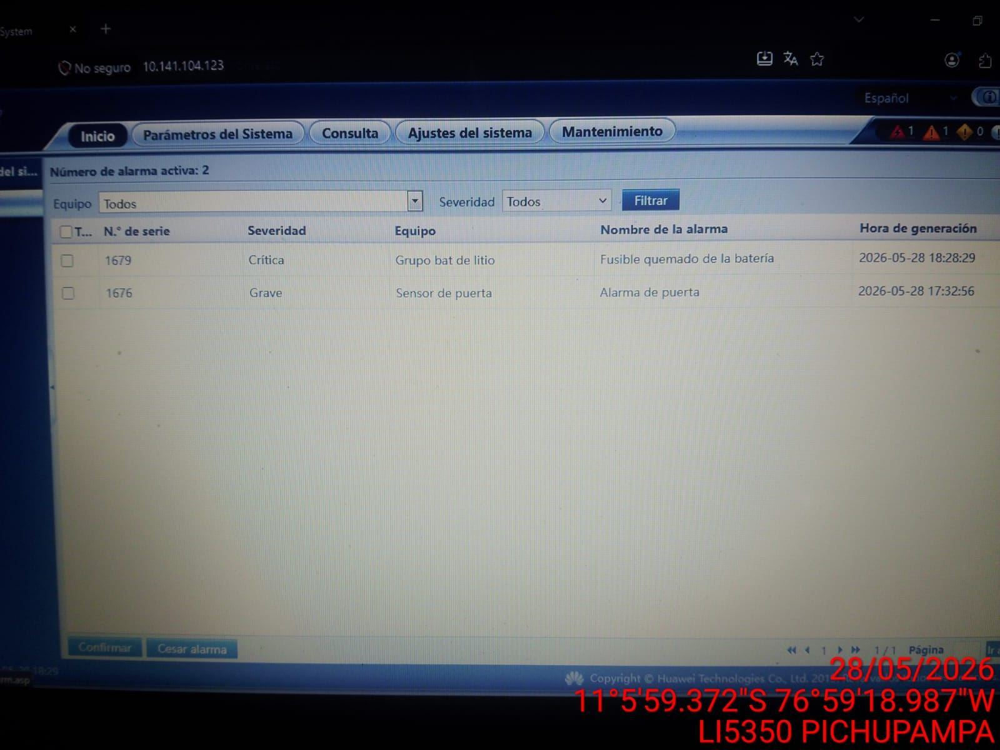 System
No seguro 10.141.104.123
Español
Inicio Parámetros del Sistema Consulta Ajustes del sistema Mantenimiento 1 1 0
del si... Número de alarma activa: 2
Equipo Todos Severidad Todos Filtrar
T... N.° de serie Severidad Equipo Nombre de la alarma Hora de generación
1679 Crítica Grupo bat de litio Fusible quemado de la batería 2026-05-28 18:28:29
1676 Grave Sensor de puerta Alarma de puerta 2026-05-28 17:32:56
Confirmar Cesar alarma 1 1 / 1 Página Ir a
18:29
rm.asp
Copyright © Huawei Technologies Co., Ltd.
28/05/2026
11°5'59.372"S 76°59'18.987"W
LI5350 PICHUPAMPA